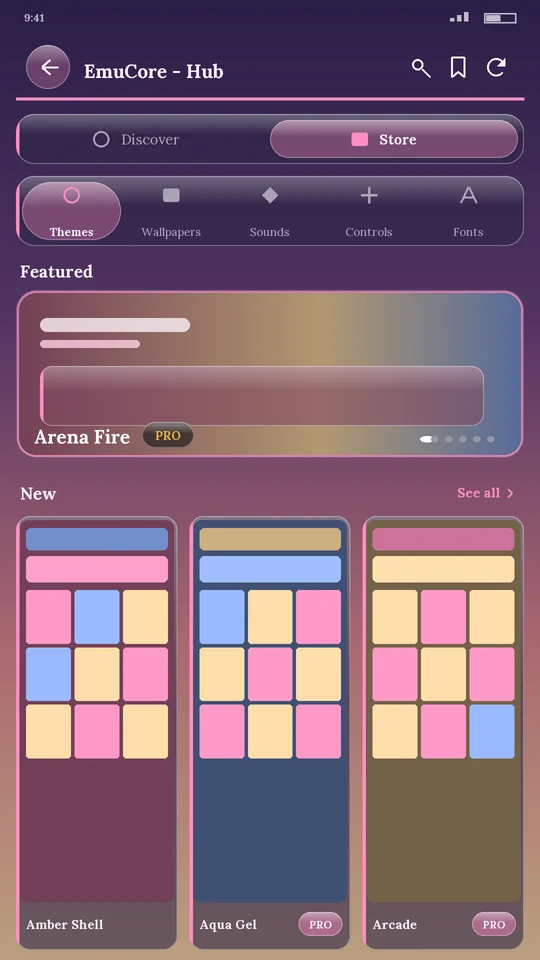 9:41
EmuCore - Hub
Discover
Store
Themes
Wallpapers
Sounds
Controls
Fonts
Featured
Arena Fire
PRO
New
See all
Amber Shell
Aqua Gel
PRO
Arcade
PRO